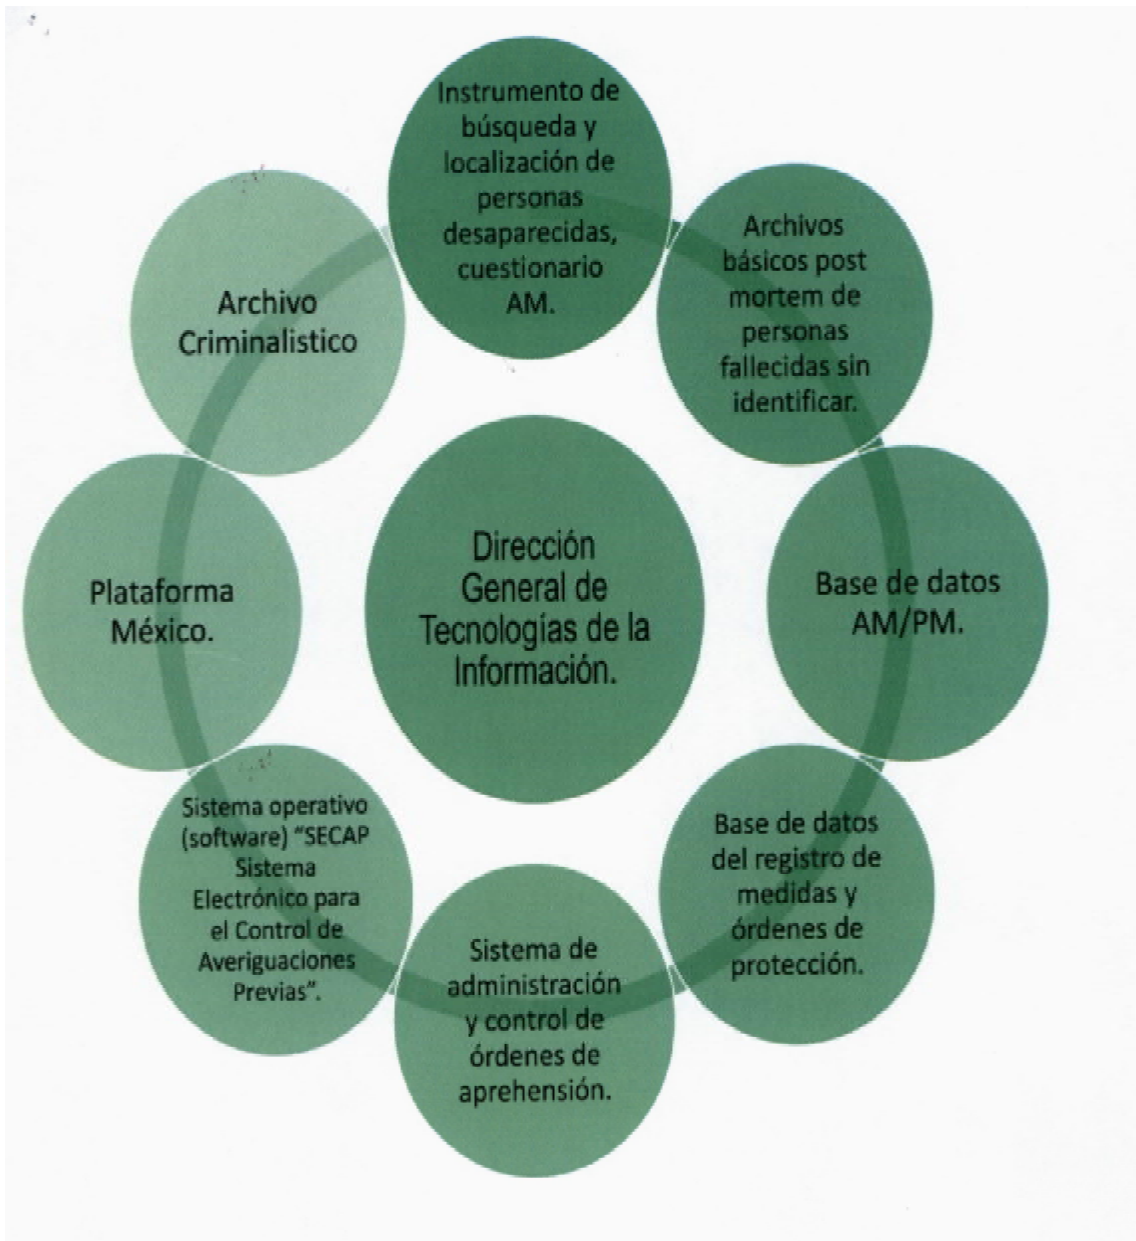 Instrumento de
búsqueda y
localización de
personas
desaparecidas,
cuestionario
AM.
Archivos
básicos post
mortem de
personas
fallecidas sin
identificar.
Base de datos
AM/PM.
Base de datos
del registro de
medidas y
órdenes de
protección.
Sistema de
administración
y control de
órdenes de
aprehensión.
Sistema operativo
(software) “SECAP
Sistema
Electrónico para
el Control de
Averiguaciones
Previas”.
Plataforma
México.
Archivo
Criminalistico
Dirección
General de
Tecnologías de la
Información.